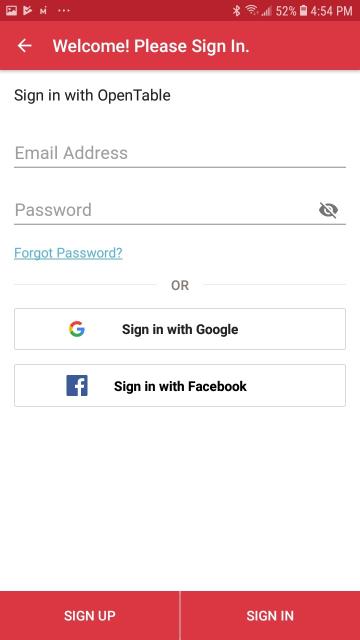 52% 4:54 PM
Welcome! Please Sign In.
Sign in with OpenTable
Email Address
Password
Forgot Password?
OR
Sign in with Google
Sign in with Facebook
SIGN UP SIGN IN